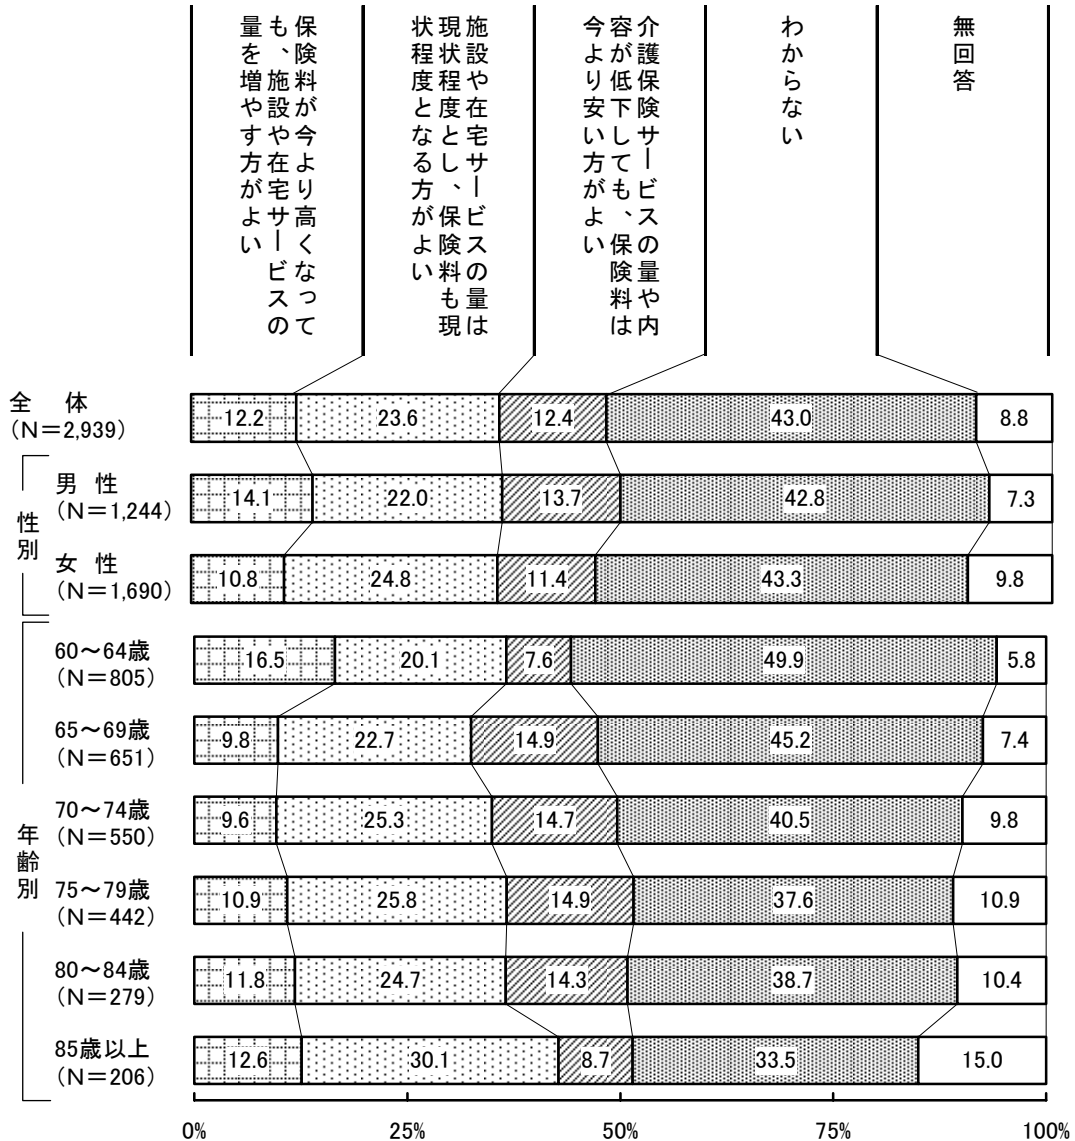 保険料が今より高くなって
も、施設や在宅サービスの
量を増やす方がよい
施設や在宅サービスの量は
現状程度とし、保険料も現
状程度となる方がよい
介護保険サービスの量や内
容が低下しても、保険料は
今より安い方がよい
わからない
無回答
全 体
(N=2,939)
12.2 23.6 12.4 43.0 8.8
性別
男 性
(N=1,244)
14.1 22.0 13.7 42.8 7.3
女 性
(N=1,690)
10.8 24.8 11.4 43.3 9.8
年齢別
60～64歳
(N=805)
16.5 20.1 7.6 49.9 5.8
65～69歳
(N=651)
9.8 22.7 14.9 45.2 7.4
70～74歳
(N=550)
9.6 25.3 14.7 40.5 9.8
75～79歳
(N=442)
10.9 25.8 14.9 37.6 10.9
80～84歳
(N=279)
11.8 24.7 14.3 38.7 10.4
85歳以上
(N=206)
12.6 30.1 8.7 33.5 15.0
0% 25% 50% 75% 100%